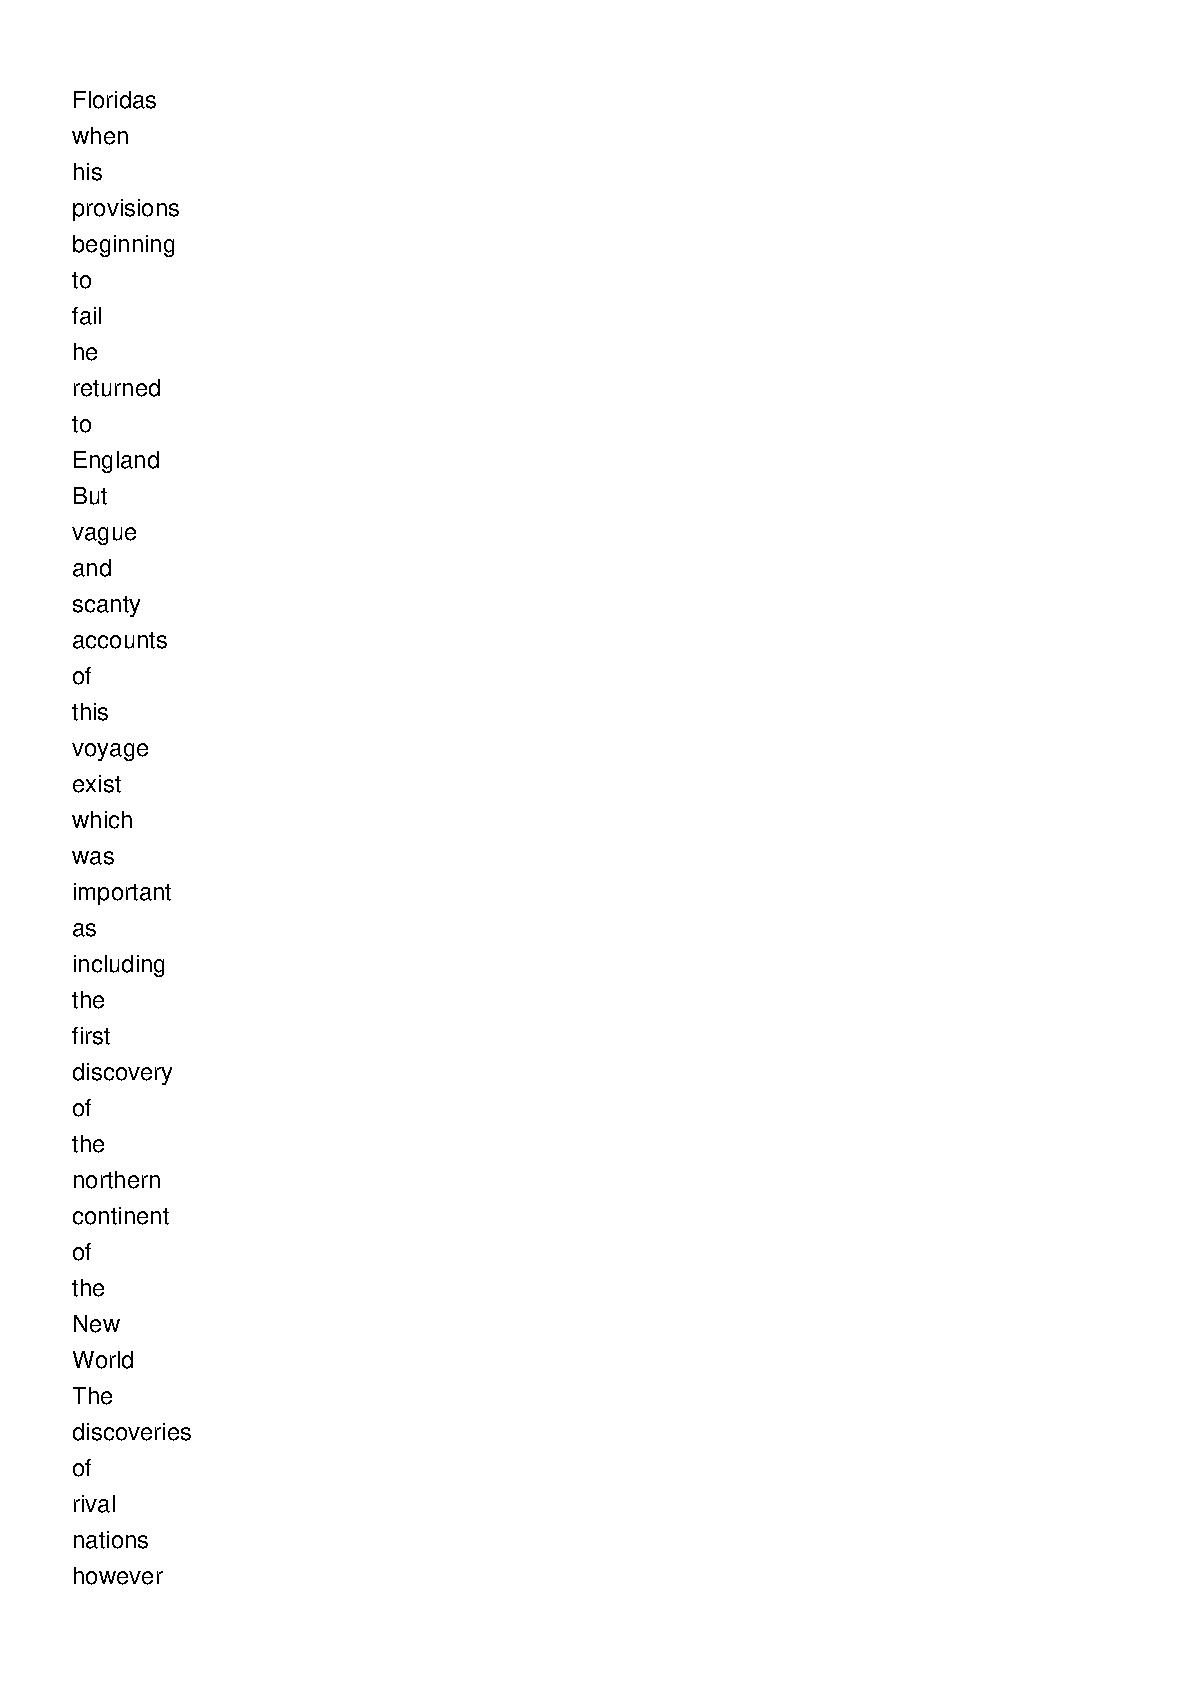 Floridas
when
his
provisions
beginning
to
fail
he
returned
to
England
But
vague
and
scanty
accounts
of
this
voyage
exist
which
was
important
as
including
the
first
discovery
of
the
northern
continent
of
the
New
World
The
discoveries
of
rival
nations
however